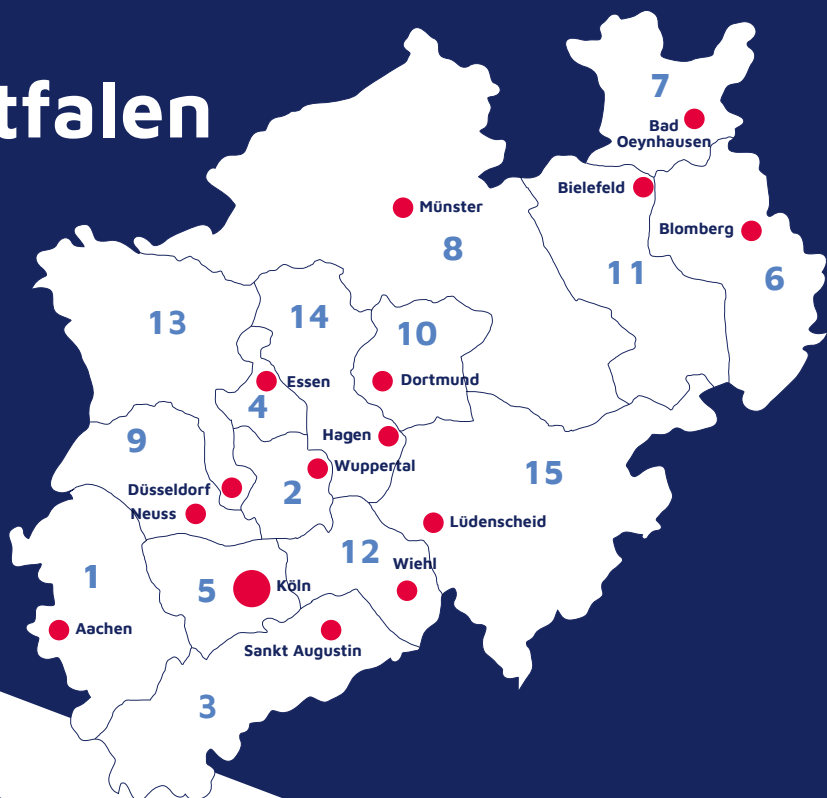 tfalen
7
Bad
Oeynhausen
Bielefeld
Münster
Blomberg
8
11
6
13
14
10
Essen
Dortmund
4
9
Hagen
Wuppertal
15
Düsseldorf
2
Neuss
Lüdenscheid
12
Wiehl
1
5
Köln
Aachen
Sankt Augustin
3